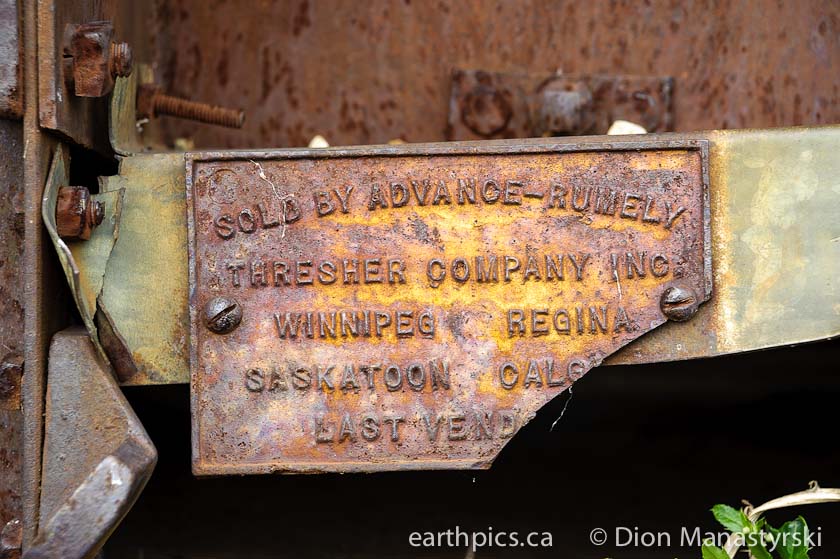 SOLD BY ADVANCE-RUMELY
THRESHER COMPANY INC.
WINNIPEG REGINA
SASKATOON CALG
LAST VEND
earthpics.ca © Dion Manastyrski